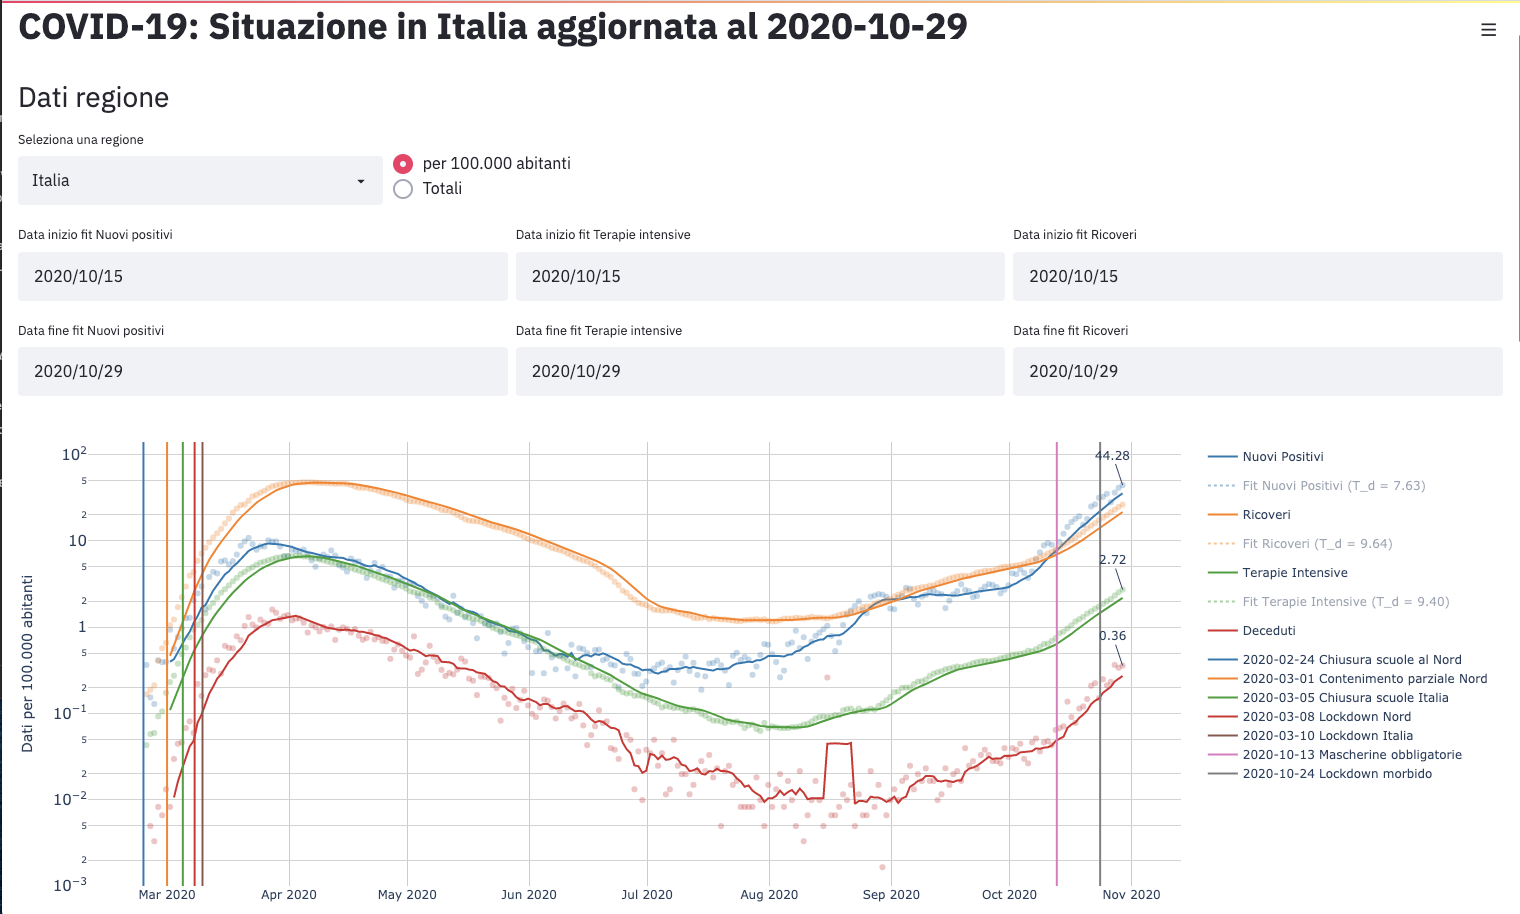 COVID-19: Situazione in Italia aggiornata al 2020-10-29
Dati regione
Seleziona una regione
Italia
per 100.000 abitanti
Totali
Data inizio fit Nuovi positivi
Data inizio fit Terapie intensive
Data inizio fit Ricoveri
2020/10/15
2020/10/15
2020/10/15
Data fine fit Nuovi positivi
Data fine fit Terapie intensive
Data fine fit Ricoveri
2020/10/29
2020/10/29
2020/10/29
Dati per 100.000 abitanti
10²
5
2
10
5
2
1
5
2
10⁻¹
5
2
10⁻²
5
2
10⁻³
Mar 2020
Apr 2020
May 2020
Jun 2020
Jul 2020
Aug 2020
Sep 2020
Oct 2020
Nov 2020
44.28
2.72
0.36
Nuovi Positivi
Fit Nuovi Positivi (T_d = 7.63)
Ricoveri
Fit Ricoveri (T_d = 9.64)
Terapie Intensive
Fit Terapie Intensive (T_d = 9.40)
Deceduti
2020-02-24 Chiusura scuole al Nord
2020-03-01 Contenimento parziale Nord
2020-03-05 Chiusura scuole Italia
2020-03-08 Lockdown Nord
2020-03-10 Lockdown Italia
2020-10-13 Mascherine obbligatorie
2020-10-24 Lockdown morbido